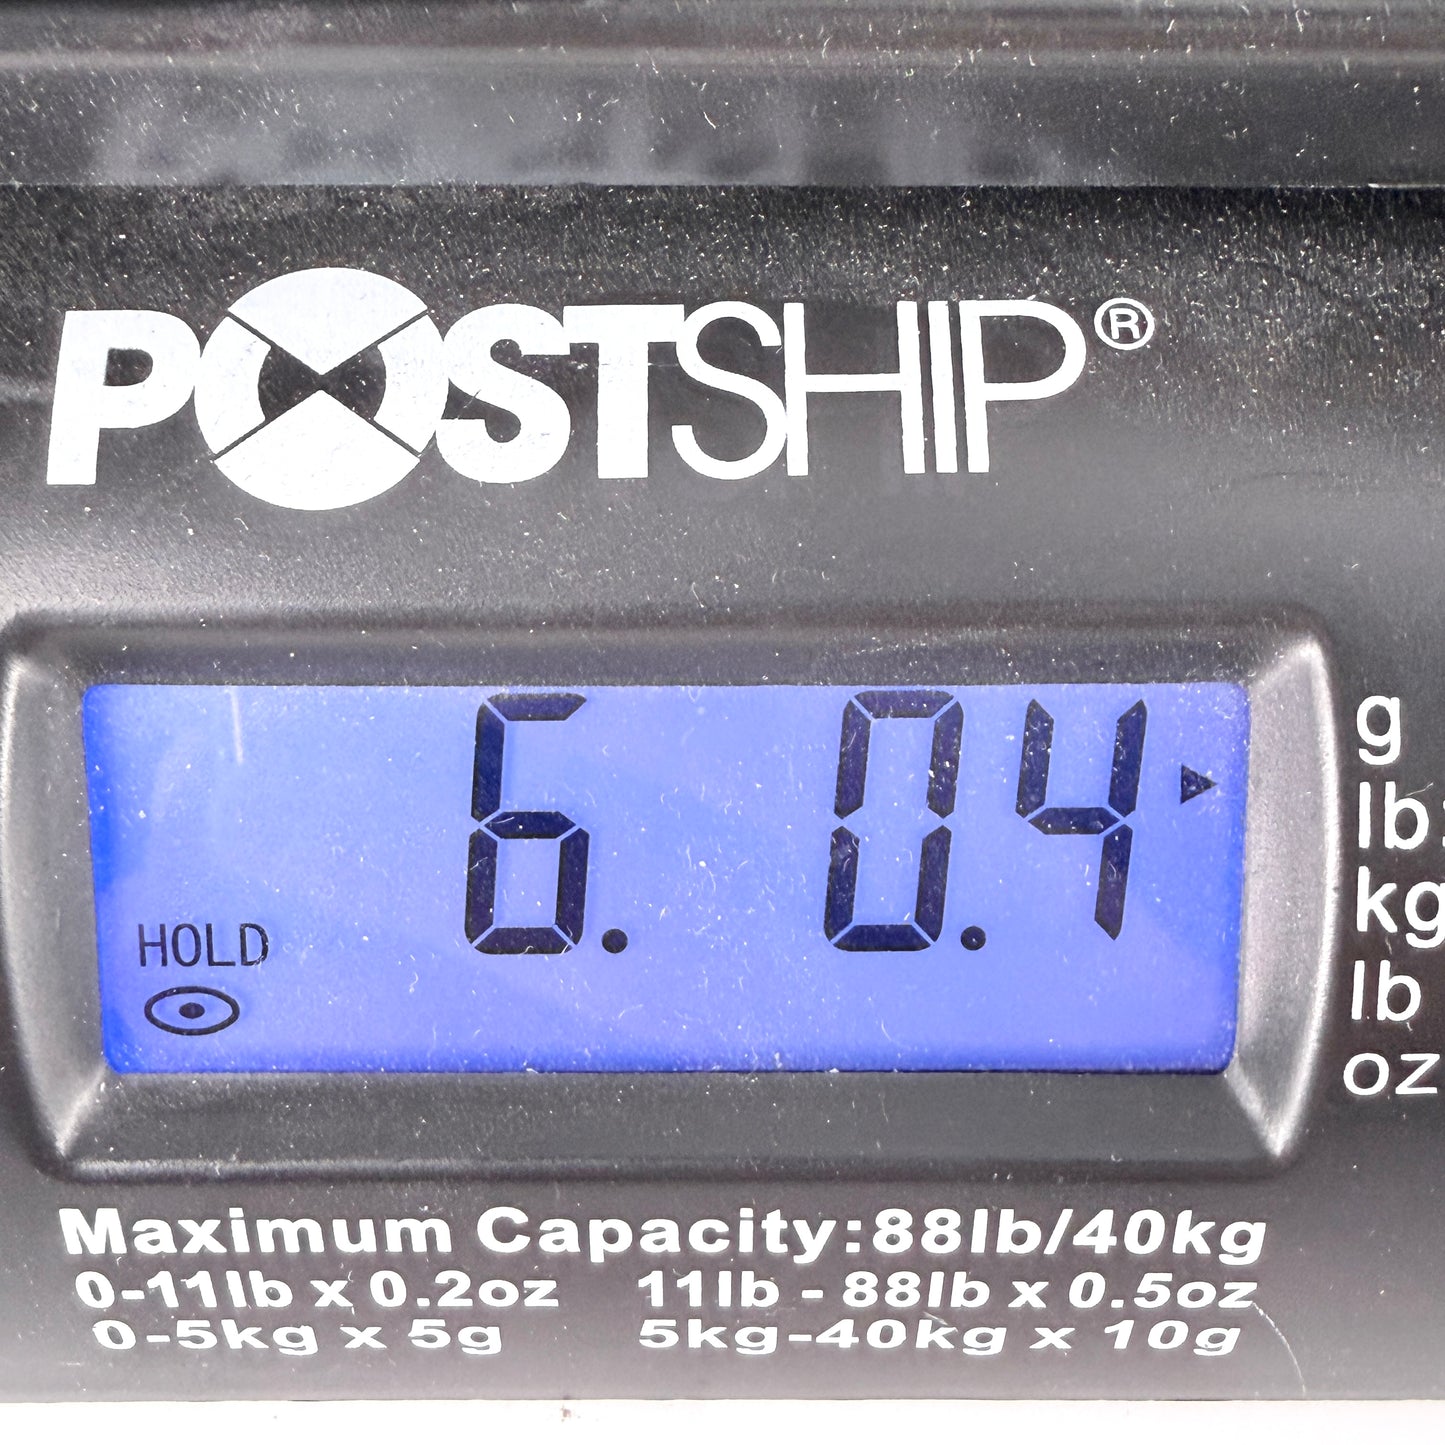 POSTSHIP®
6. 0.4
HOLD
g
lb:
kg
lb
oz
Maximum Capacity:88lb/40kg
0-11lb x 0.2oz 11lb - 88lb x 0.5oz
0-5kg x 5g 5kg-40kg x 10g